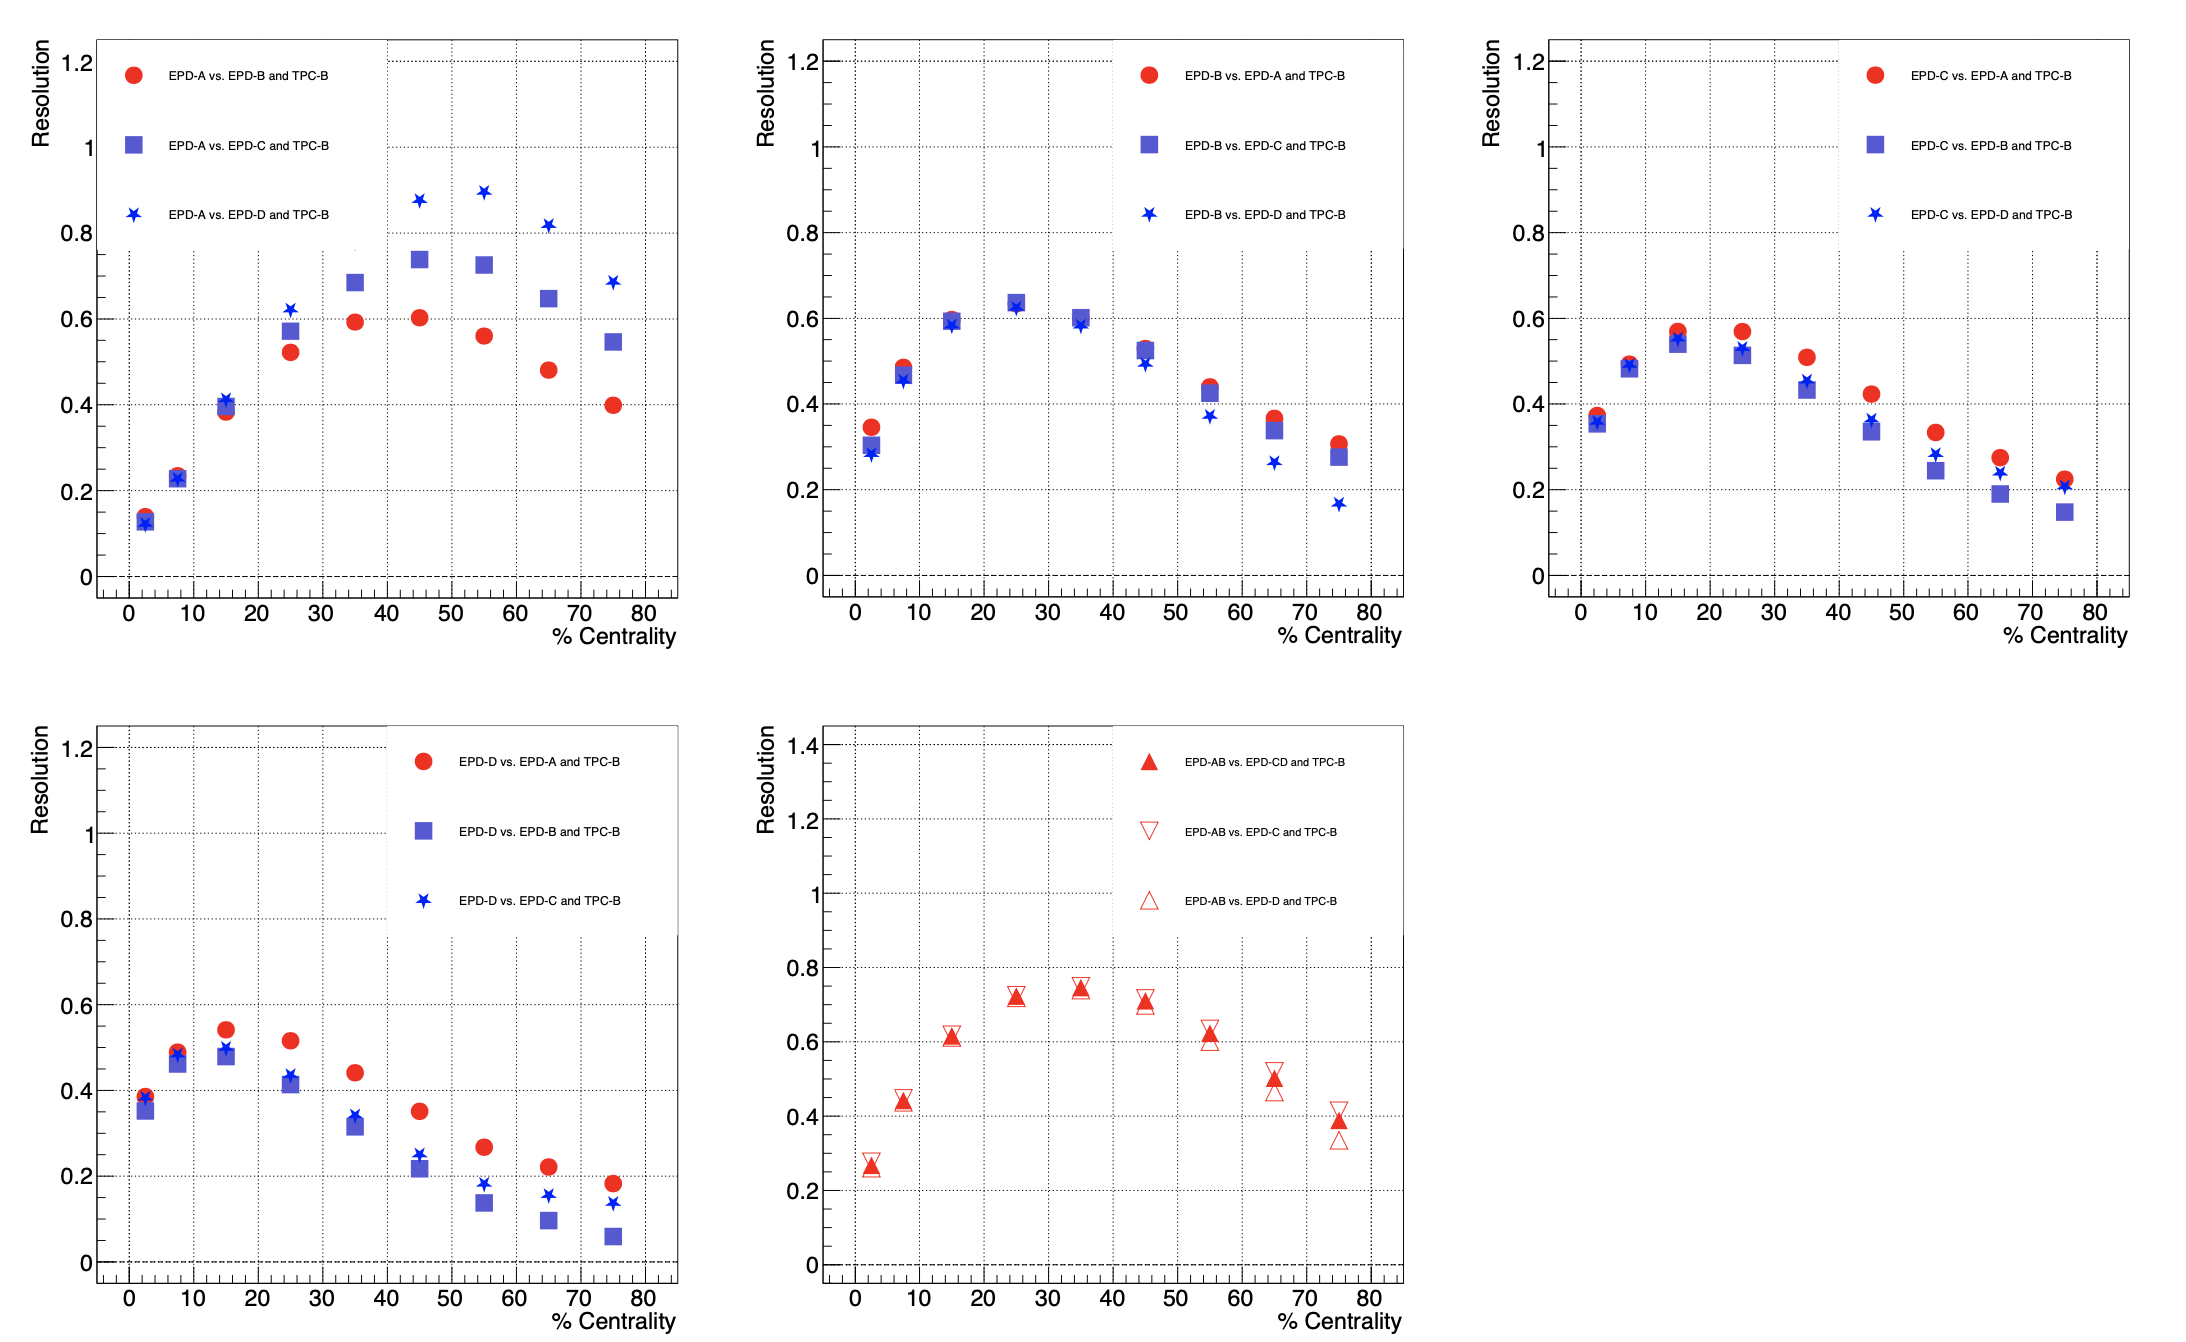 Resolution
1.2
1
0.8
0.6
0.4
0.2
0
EPD-A vs. EPD-B and TPC-B
EPD-A vs. EPD-C and TPC-B
EPD-A vs. EPD-D and TPC-B
0 10 20 30 40 50 60 70 80
% Centrality
Resolution
1.2
1
0.8
0.6
0.4
0.2
0
EPD-B vs. EPD-A and TPC-B
EPD-B vs. EPD-C and TPC-B
EPD-B vs. EPD-D and TPC-B
0 10 20 30 40 50 60 70 80
% Centrality
Resolution
1.2
1
0.8
0.6
0.4
0.2
0
EPD-C vs. EPD-A and TPC-B
EPD-C vs. EPD-B and TPC-B
EPD-C vs. EPD-D and TPC-B
0 10 20 30 40 50 60 70 80
% Centrality
Resolution
1.2
1
0.8
0.6
0.4
0.2
0
EPD-D vs. EPD-A and TPC-B
EPD-D vs. EPD-B and TPC-B
EPD-D vs. EPD-C and TPC-B
0 10 20 30 40 50 60 70 80
% Centrality
Resolution
1.4
1.2
1
0.8
0.6
0.4
0.2
0
EPD-AB vs. EPD-CD and TPC-B
EPD-AB vs. EPD-C and TPC-B
EPD-AB vs. EPD-D and TPC-B
0 10 20 30 40 50 60 70 80
% Centrality